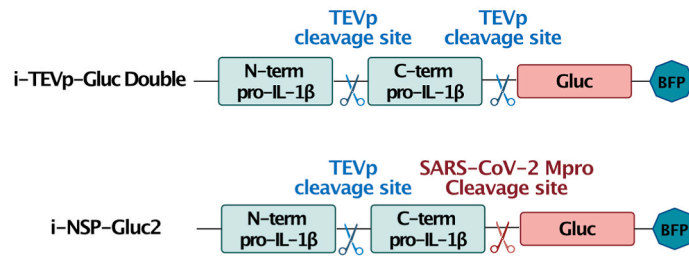 TEVp
cleavage site
TEVp
cleavage site
i-TEVp-Gluc Double
N-term
pro-IL-1β
C-term
pro-IL-1β
Gluc
BFP
TEVp
cleavage site
SARS-CoV-2 Mpro
Cleavage site
i-NSP-Gluc2
N-term
pro-IL-1β
C-term
pro-IL-1β
Gluc
BFP